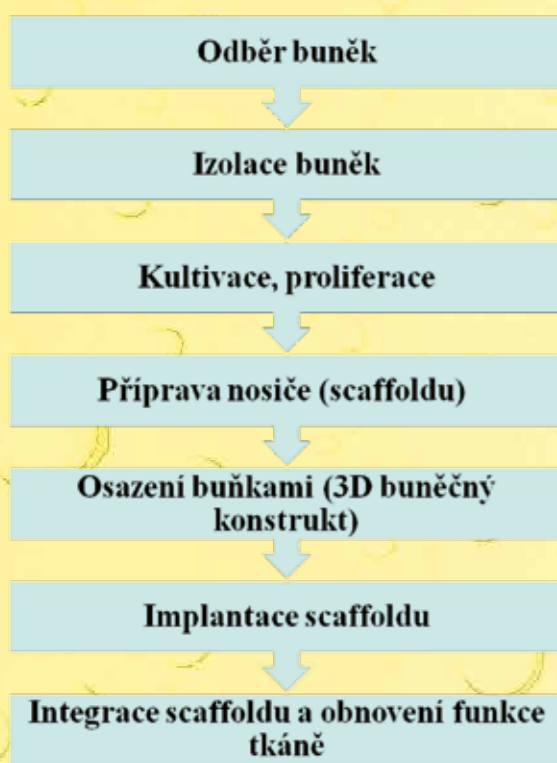 Odběr buněk
Izolace buněk
Kultivace, proliferace
Příprava nosiče (scaffoldu)
Osazení buňkami (3D buněčný
konstrukt)
Implantace scaffoldu
Integrace scaffoldu a obnovení funkce
tkáně